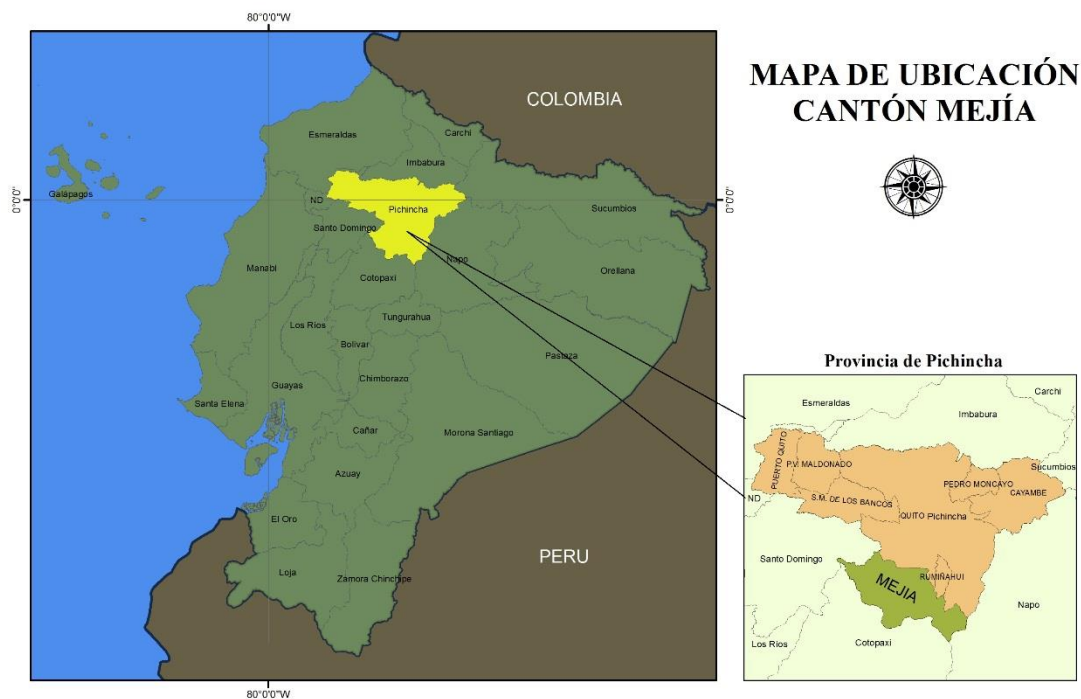 80°0'0"W
COLOMBIA
Esmeraldas
Carchi
Imbabura
Galápagos
0°0'0"
ND
Pichincha
Sucumbios
0°0'0"
Santo Domingo
Napo
Manabi
Orellana
Cotopaxi
Los Rios
Tungurahua
Bolivar
Pastaza
Chimborazo
Guayas
Santa Elena
Cañar
Morona Santiago
Azuay
El Oro
PERU
Loja
Zamora Chinchipe
80°0'0"W
MAPA DE UBICACIÓN
CANTÓN MEJÍA
Provincia de Pichincha
Carchi
Esmeraldas
Imbabura
PUERTO QUITO
P.V. MALDONADO
Sucumbios
PEDRO MONCAYO
CAYAMBE
ND
S.M. DE LOS BANCOS
QUITO Pichincha
Santo Domingo
RUMIÑAHUI
MEJIA
Napo
Los Rios
Cotopaxi